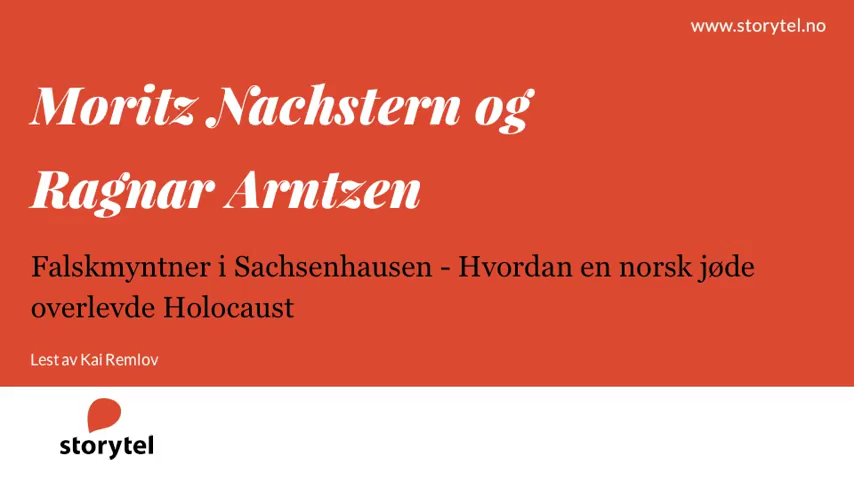 www.storytel.no
Moritz Nachstern og
Ragnar Arntzen
Falskmyntner i Sachsenhausen - Hvordan en norsk jøde
overlevde Holocaust
Lest av Kai Remlov
storytel